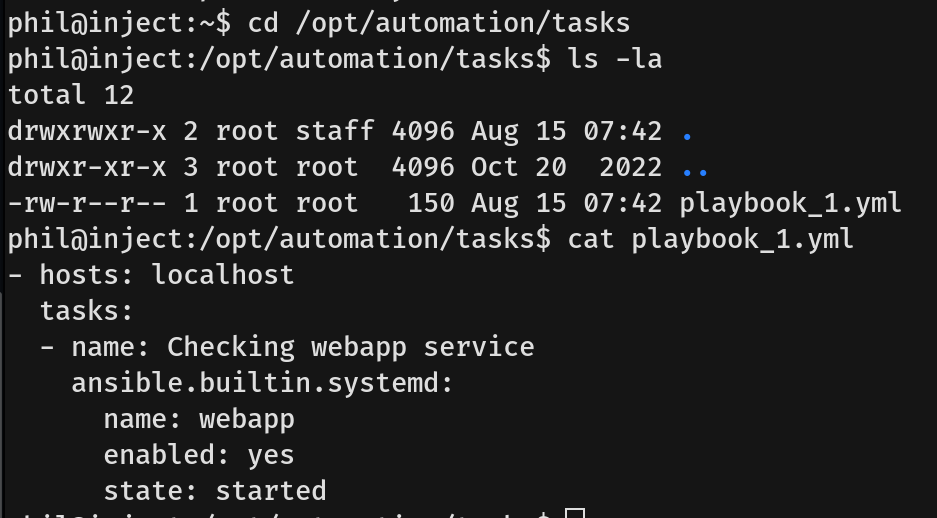 phil@inject:~$ cd /opt/automation/tasks
phil@inject:/opt/automation/tasks$ ls -la
total 12
drwxrwxr-x 2 root staff 4096 Aug 15 07:42 .
drwxr-xr-x 3 root root  4096 Oct 20  2022 ..
-rw-r--r-- 1 root root   150 Aug 15 07:42 playbook_1.yml
phil@inject:/opt/automation/tasks$ cat playbook_1.yml
- hosts: localhost
  tasks:
  - name: Checking webapp service
    ansible.builtin.systemd:
      name: webapp
      enabled: yes
      state: started